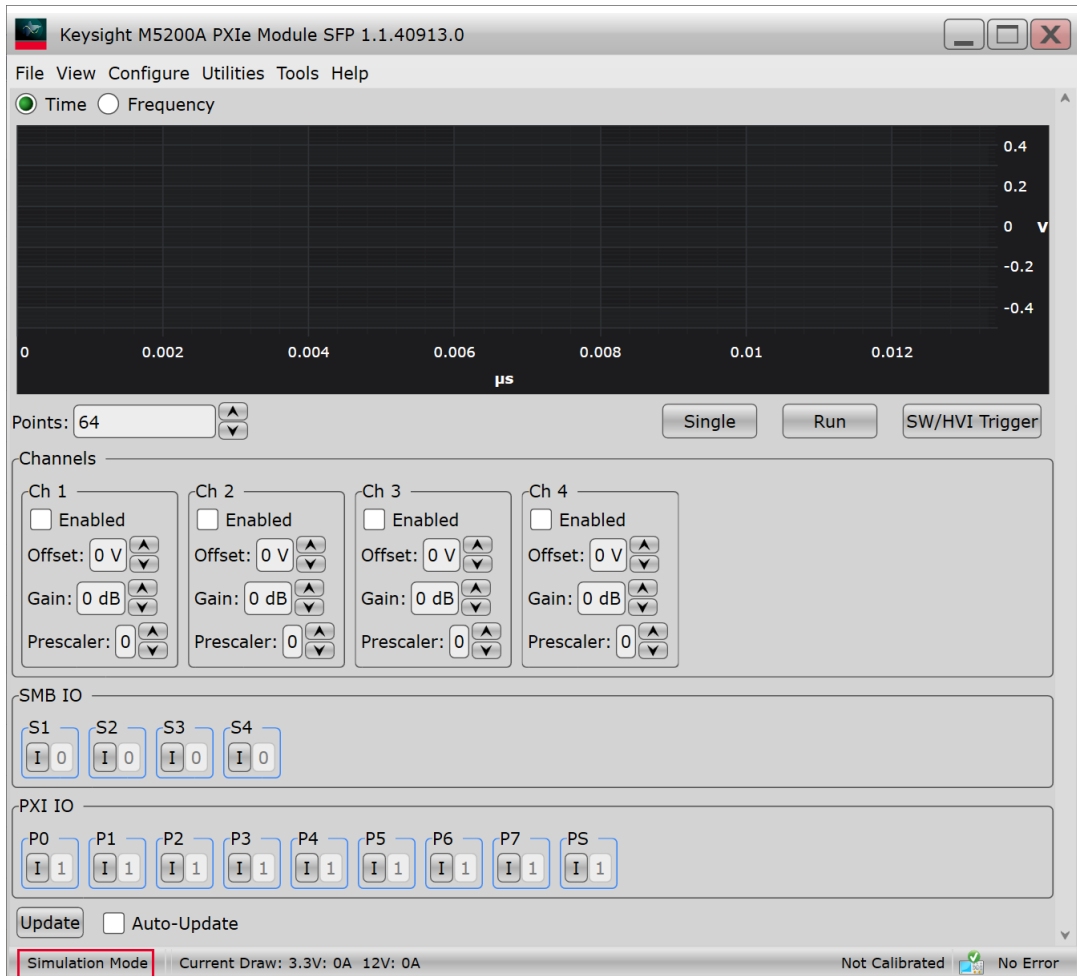 Keysight M5200A PXIe Module SFP 1.1.40913.0
File View Configure Utilities Tools Help
Time Frequency
0.4
0.2
0 V
-0.2
-0.4
0 0.002 0.004 0.006 0.008 0.01 0.012
µs
Points: 64 Single Run SW/HVI Trigger
Channels
Ch 1 Ch 2 Ch 3 Ch 4
Enabled Enabled Enabled Enabled
Offset: 0 V Offset: 0 V Offset: 0 V Offset: 0 V
Gain: 0 dB Gain: 0 dB Gain: 0 dB Gain: 0 dB
Prescaler: 0 Prescaler: 0 Prescaler: 0 Prescaler: 0
SMB IO
S1 S2 S3 S4
I 0 I 0 I 0 I 0
PXI IO
P0 P1 P2 P3 P4 P5 P6 P7 PS
I 1 I 1 I 1 I 1 I 1 I 1 I 1 I 1 I 1
Update Auto-Update
Simulation Mode Current Draw: 3.3V: 0A 12V: 0A Not Calibrated No Error